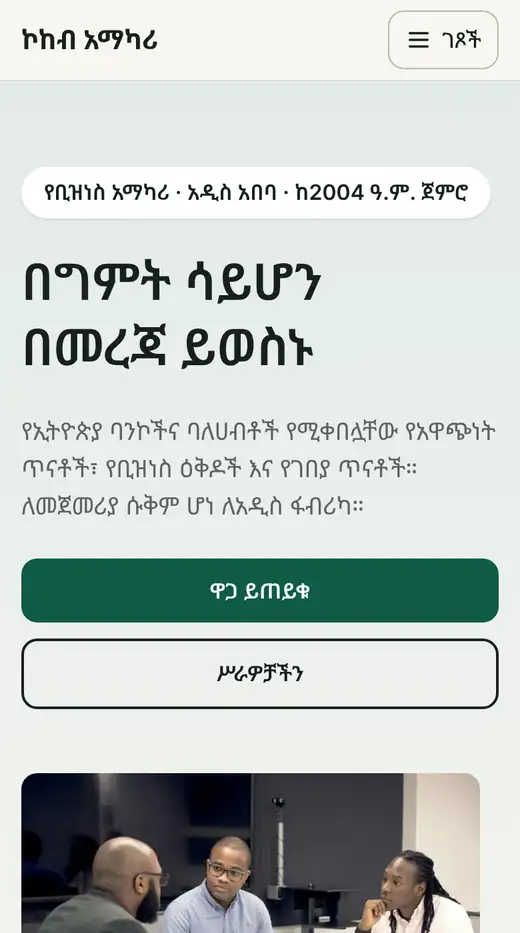 ኮከብ አማካሪ
ገጾች
የቢዝነስ አማካሪ · አዲስ አበባ · ከ2004 ዓ.ም. ጀምሮ
በግምት ሳይሆን
በመረጃ ይወስኑ
የኢትዮጵያ ባንኮችና ባለሀብቶች የሚቀበሏቸው የአዋጭነት
ጥናቶች፣ የቢዝነስ ዕቅዶች እና የገበያ ጥናቶች።
ለመጀመሪያ ሱቅም ሆነ ለአዲስ ፋብሪካ።
ዋጋ ይጠይቁ
ሥራዎቻችን